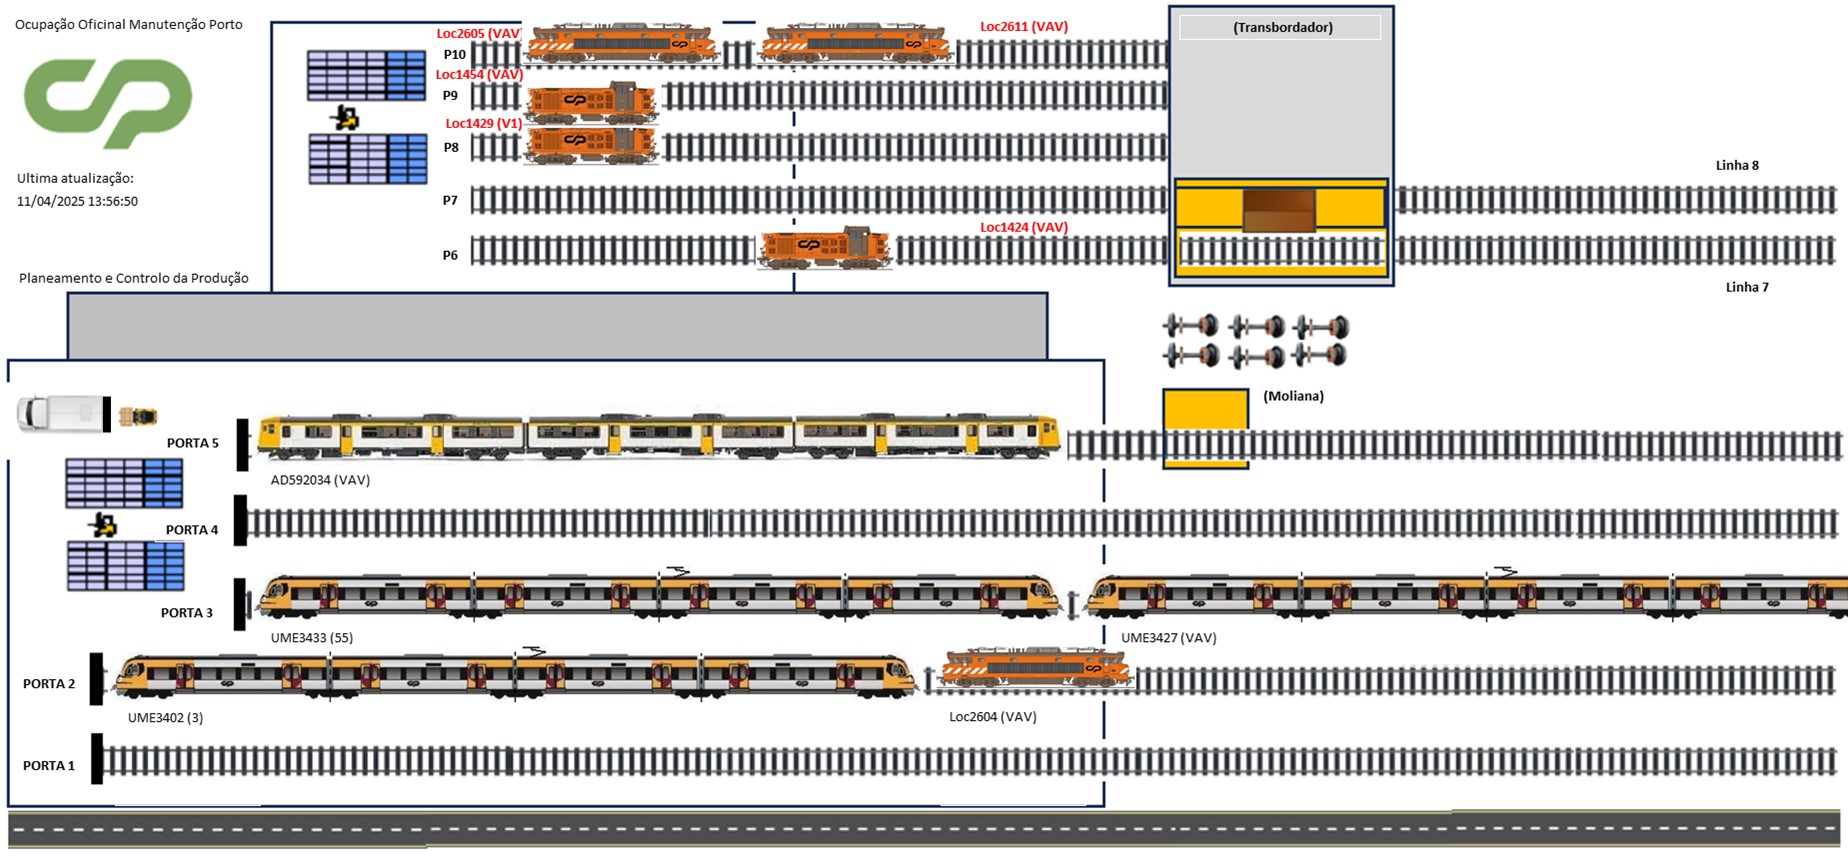 Ocupação Oficinal Manutenção Porto
Loc2605 (VAV)
Loc2611 (VAV)
(Transbordador)
P10
Loc1454 (VAV)
P9
Loc1429 (V1)
P8
Ultima atualização:
11/04/2025 13:56:50
Linha 8
P7
Loc1424 (VAV)
P6
Planeamento e Controlo da Produção
Linha 7
(Moliana)
PORTA 5
AD592034 (VAV)
PORTA 4
PORTA 3
UME3433 (55)
UME3427 (VAV)
PORTA 2
UME3402 (3)
Loc2604 (VAV)
PORTA 1